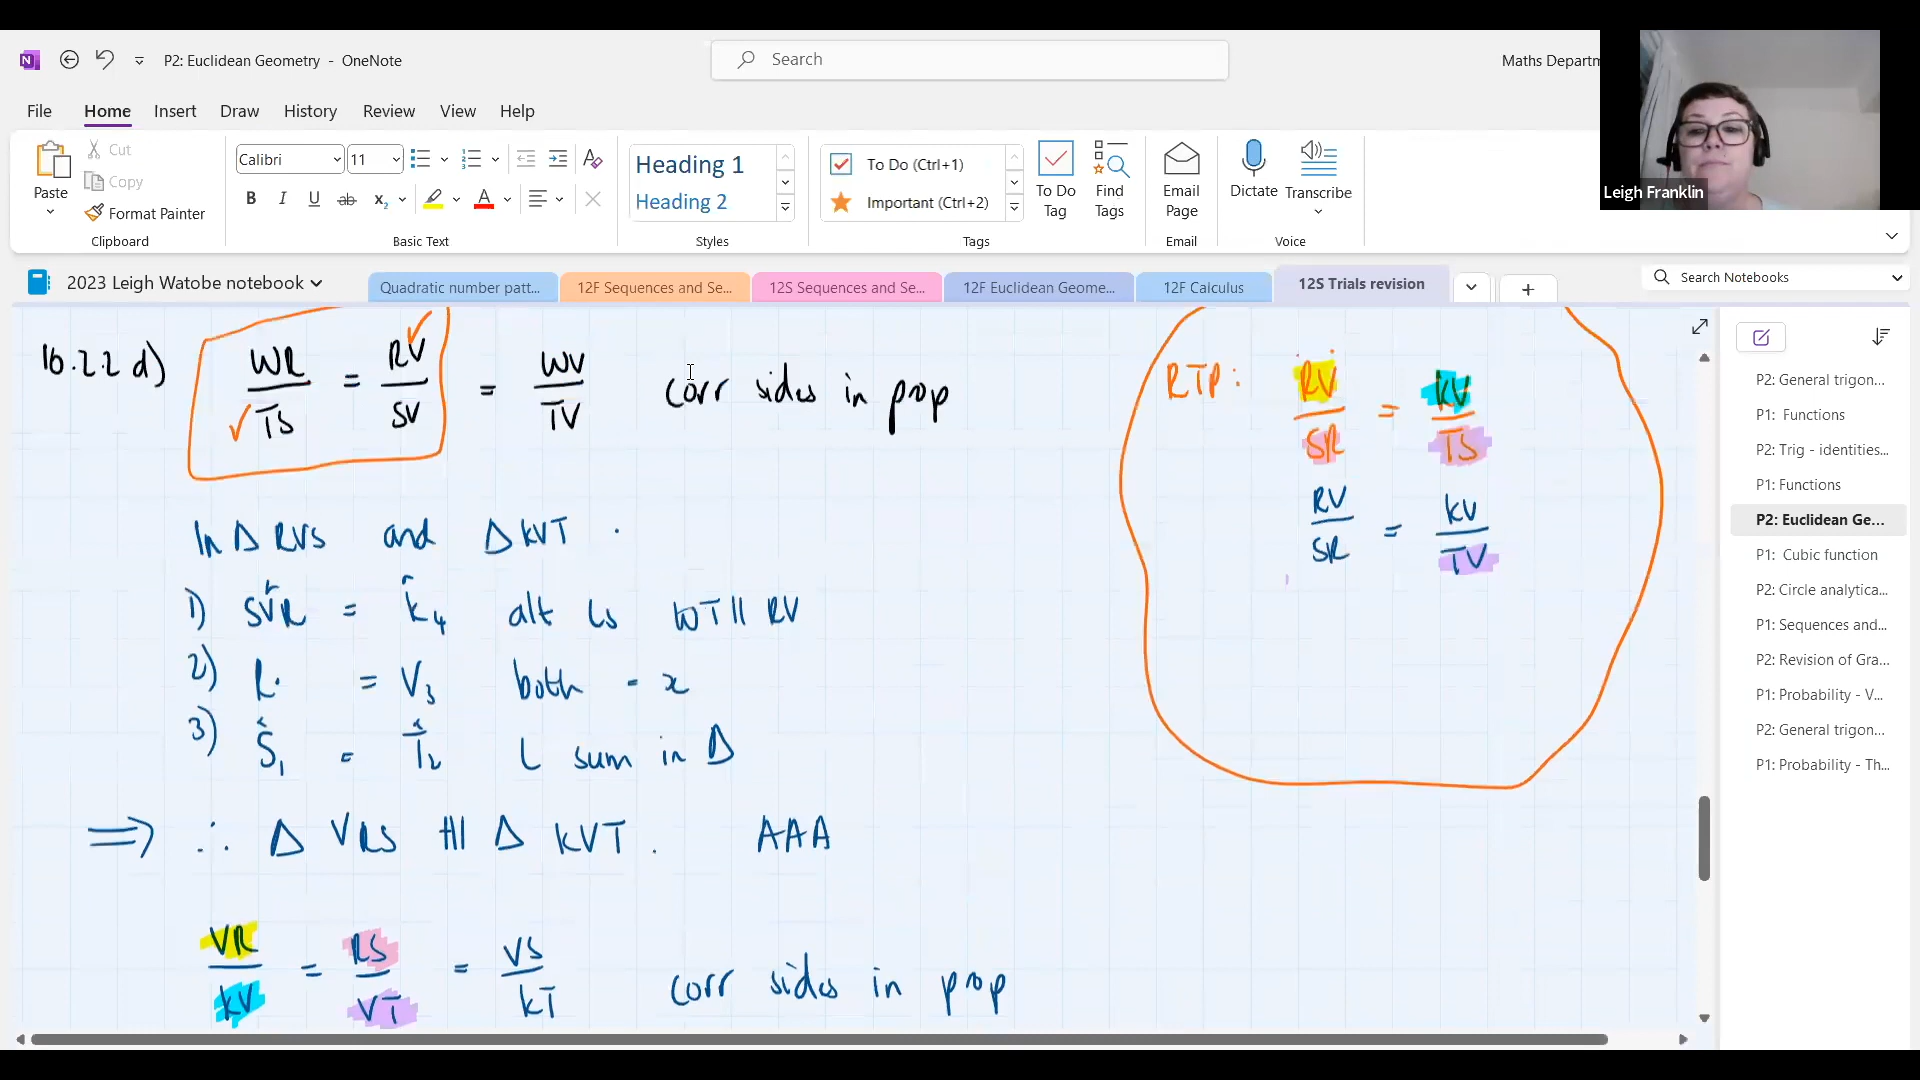 P2: Euclidean Geometry - OneNote
Search
Maths Departm
Leigh Franklin
File Home Insert Draw History Review View Help
Paste
Cut
Copy
Format Painter
Clipboard
Calibri 11
B I U ab x₂ A
Basic Text
Heading 1
Heading 2
Styles
To Do (Ctrl+1)
Important (Ctrl+2)
To Do Tag
Find Tags
Tags
Email Page
Email
Dictate
Transcribe
Voice
2023 Leigh Watobe notebook
Quadratic number patt...
12F Sequences and Se...
12S Sequences and Se...
12F Euclidean Geome...
12F Calculus
12S Trials revision
+
Search Notebooks
10.2.2 d) WR/TS = RV/SV = WV/TV corr sides in prop
In Δ RVS and Δ KVT .
1) SV̂R = K̂4 alt ∠s WT || RV
2) R = V3 both = x
3) Ŝ1 = T̂2 ∠ sum in Δ
⇒ ∴ Δ VRS ||| Δ KVT . AAA
VR/KV = RS/VT = VS/KT corr sides in prop
RTP: RV/SR = KV/TS
RV/SR = KV/TV
P2: General trigon...
P1: Functions
P2: Trig - identities...
P1: Functions
P2: Euclidean Ge...
P1: Cubic function
P2: Circle analytica...
P1: Sequences and...
P2: Revision of Gra...
P1: Probability - V...
P2: General trigon...
P1: Probability - Th...